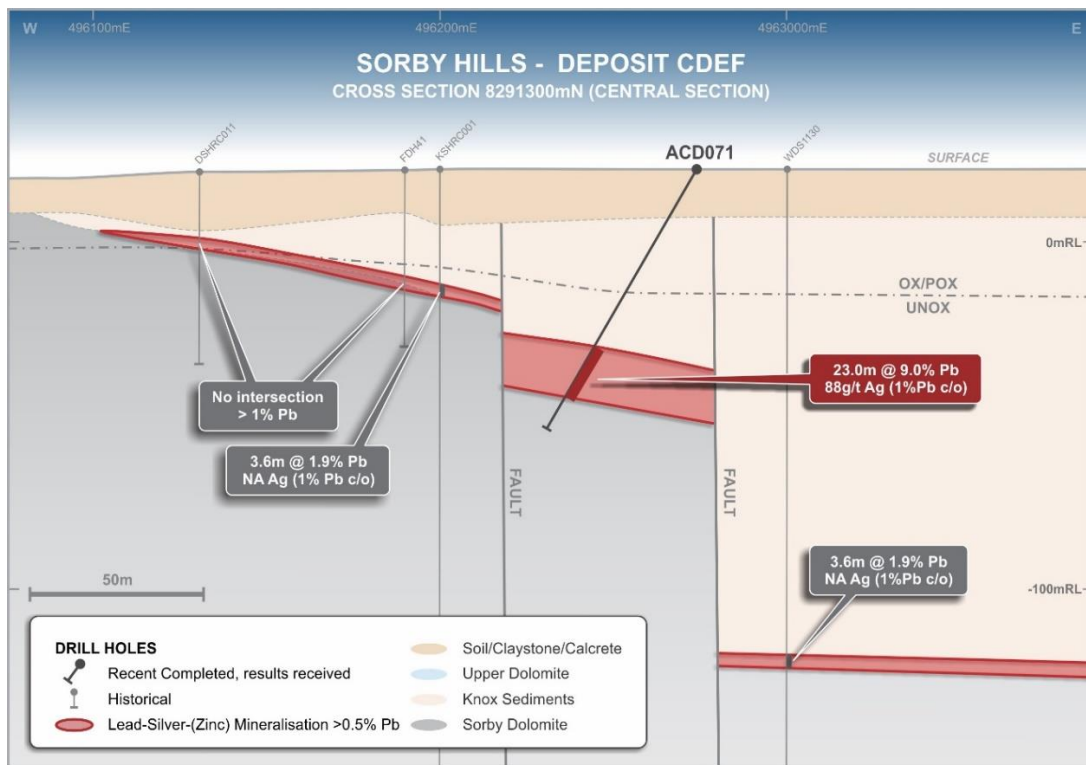 W
496100mE
496200mE
4963000mE
E
SORBY HILLS - DEPOSIT CDEF
CROSS SECTION 8291300mN (CENTRAL SECTION)
DSHRC011
FDH41
KSHRC001
ACD071
WDS1130
SURFACE
0mRL
OX/POX
UNOX
23.0m @ 9.0% Pb
88g/t Ag (1%Pb c/o)
No intersection
> 1% Pb
3.6m @ 1.9% Pb
NA Ag (1% Pb c/o)
FAULT
FAULT
3.6m @ 1.9% Pb
NA Ag (1%Pb c/o)
50m
-100mRL
DRILL HOLES
Recent Completed, results received
Historical
Lead-Silver-(Zinc) Mineralisation >0.5% Pb
Soil/Claystone/Calcrete
Upper Dolomite
Knox Sediments
Sorby Dolomite